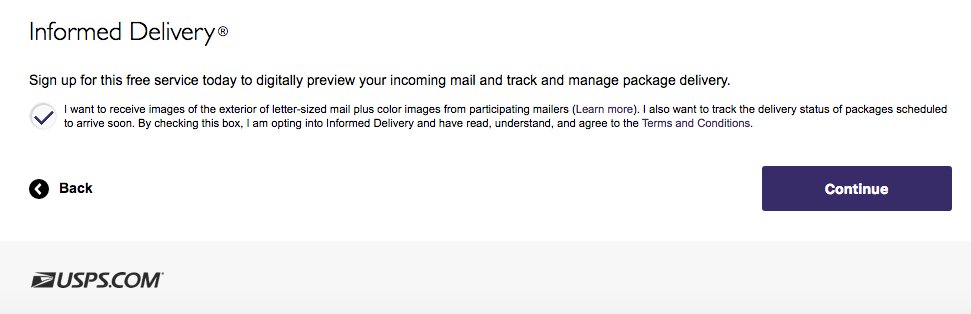 Informed Delivery®
Sign up for this free service today to digitally preview your incoming mail and track and manage package delivery.
I want to receive images of the exterior of letter-sized mail plus color images from participating mailers (Learn more). I also want to track the delivery status of packages scheduled
to arrive soon. By checking this box, I am opting into Informed Delivery and have read, understand, and agree to the Terms and Conditions.
Back
Continue
USPS.COM®